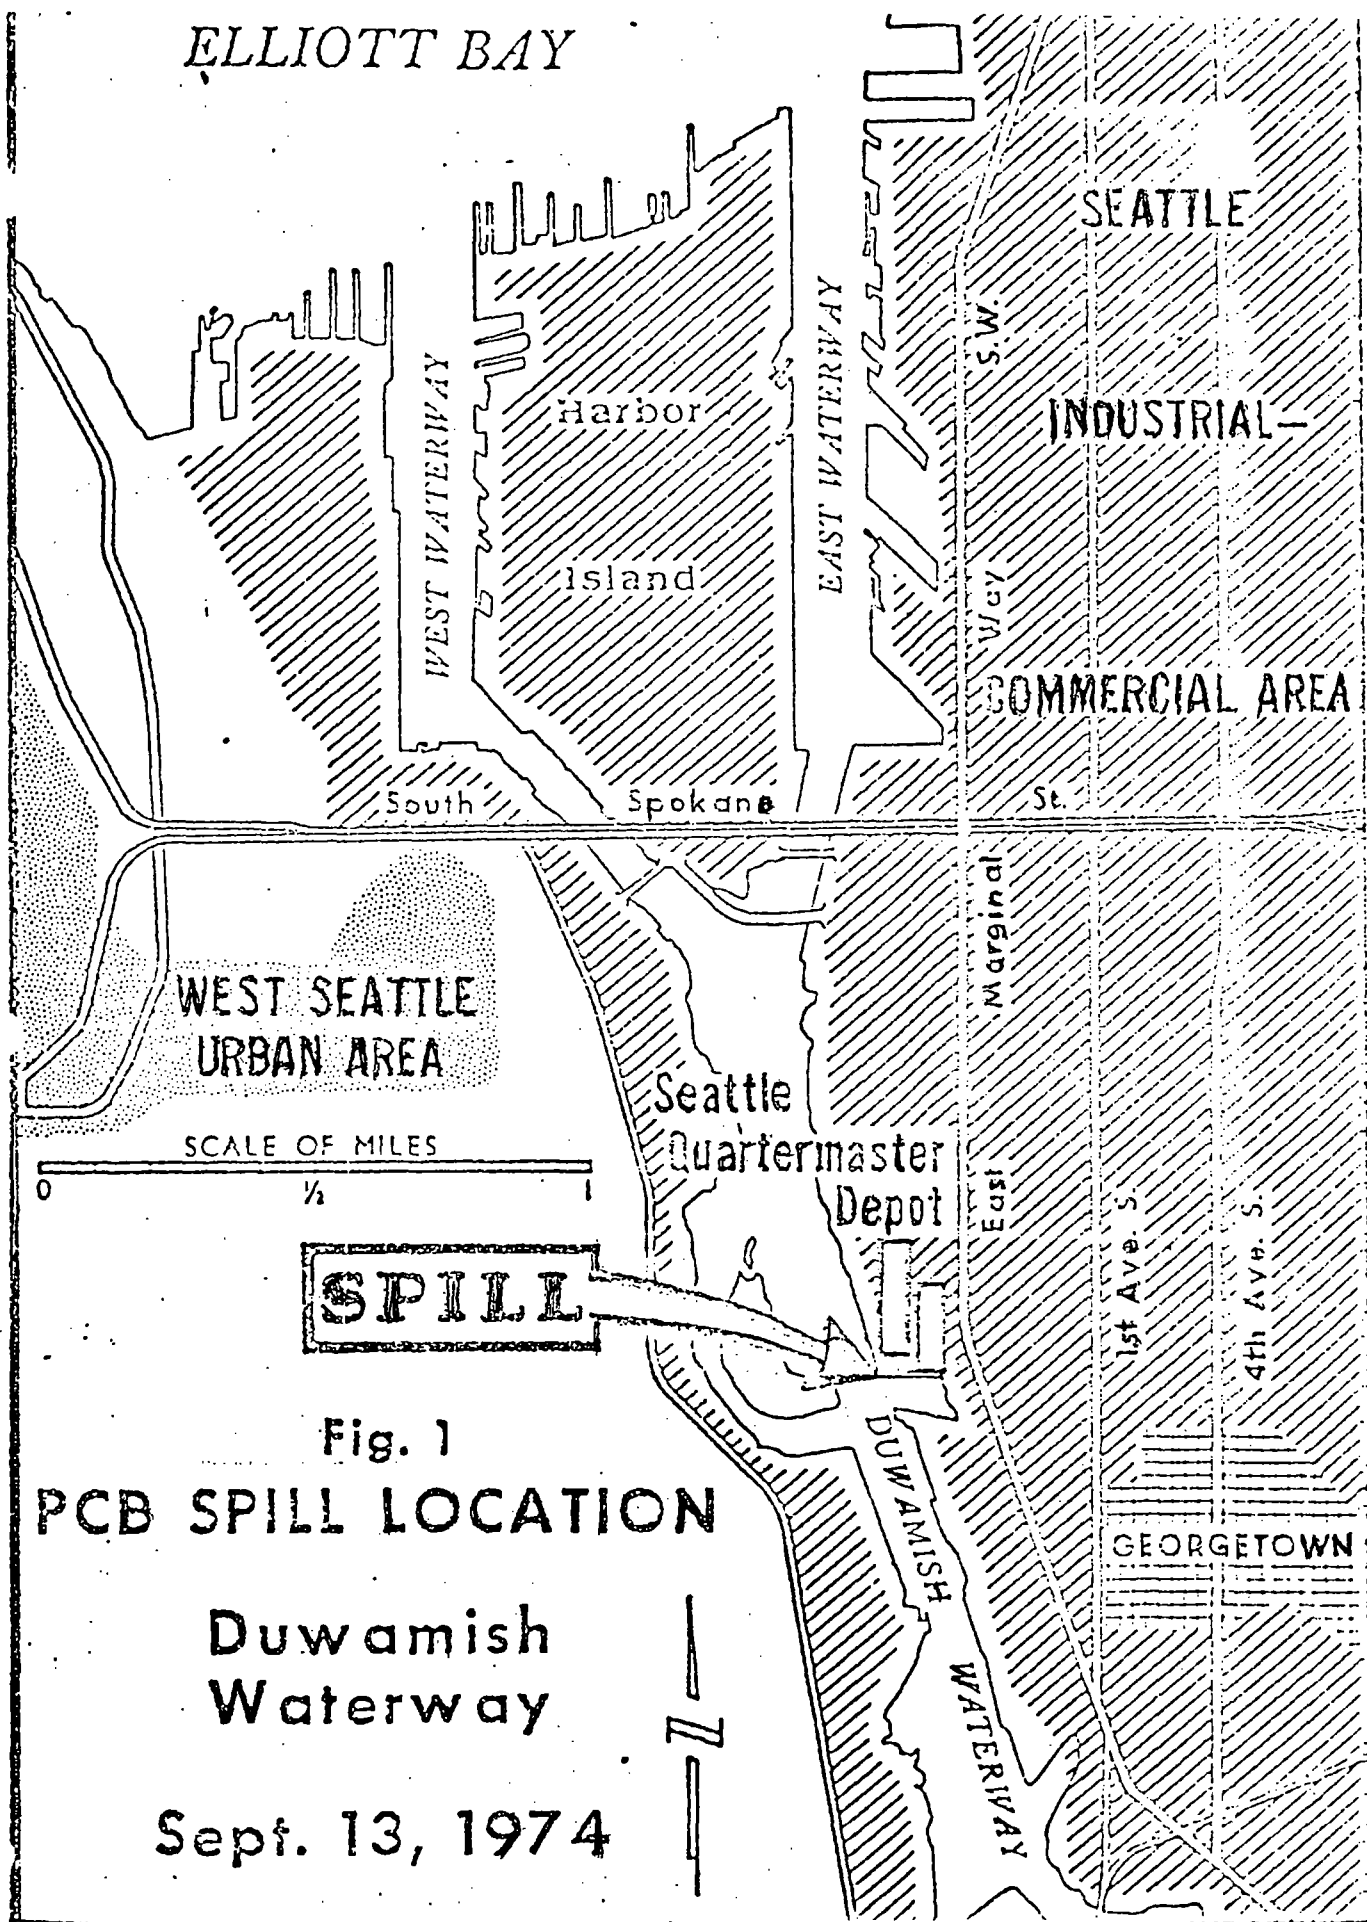 ELLIOTT BAY
SEATTLE
INDUSTRIAL—
COMMERCIAL AREA
S.W.
Way
Marginal
East
WEST WATERWAY
Harbor
Island
EAST WATERWAY
South Spokane St.
WEST SEATTLE
URBAN AREA
SCALE OF MILES
0 ½ 1
Seattle
Quartermaster
Depot
1st Ave. S.
4th Ave. S.
SPILL
Fig. 1
PCB SPILL LOCATION
Duwamish
Waterway
Sept. 13, 1974
N
DUWAMISH
WATERWAY
GEORGETOWN